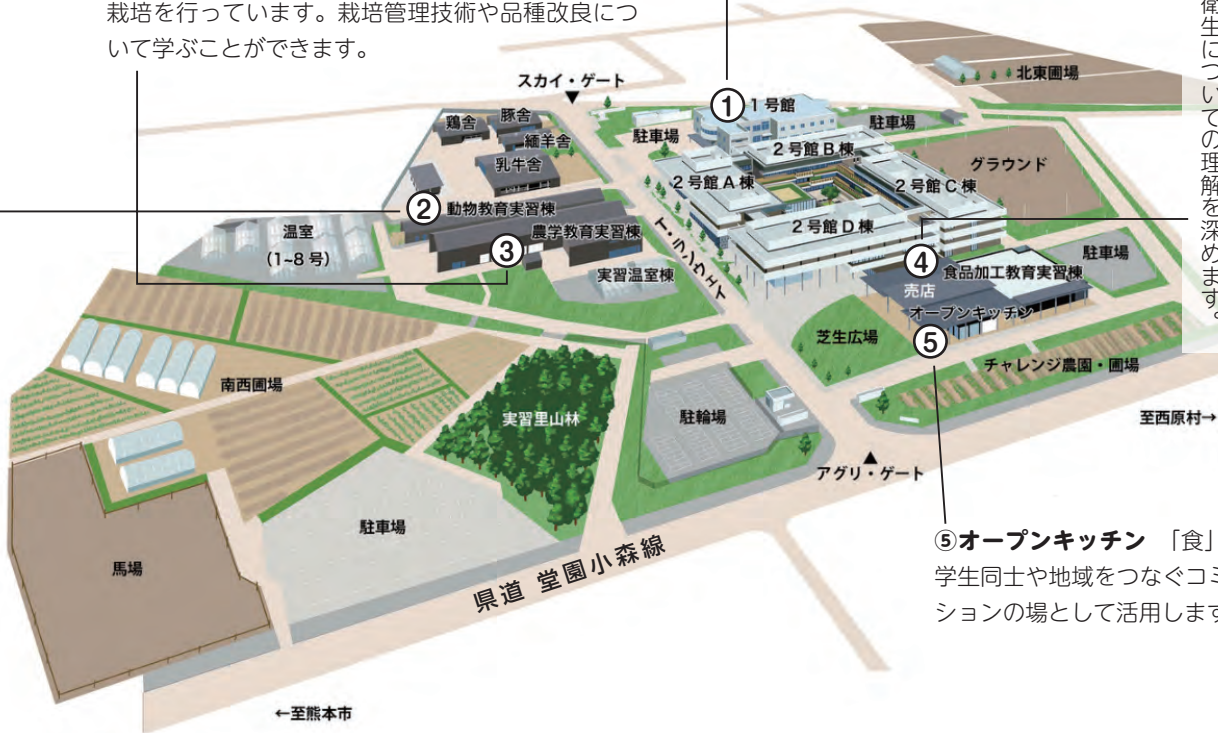 栽培を行っています。栽培管理技術や品種改良につ
いて学ぶことができます。
衛生についての理解を深めます。
スカイ・ゲート
▼
北東圃場
① 1号館
鶏舎
豚舎
緬羊舎
乳牛舎
駐車場
駐車場
2号館B棟
グラウンド
2号館A棟
2号館C棟
② 動物教育実習棟
温室
(1~8号)
農学教育実習棟
③
2号館D棟
④
食品加工教育実習棟
駐車場
実習温室棟
T・ランウェイ
売店
オープンキッチン
⑤
芝生広場
チャレンジ農園・圃場
南西圃場
実習里山林
駐輪場
至西原村→
▲
アグリ・ゲート
駐車場
馬場
県道 堂園小森線
←至熊本市
⑤オープンキッチン 「食」
学生同士や地域をつなぐコミ
ションの場として活用します